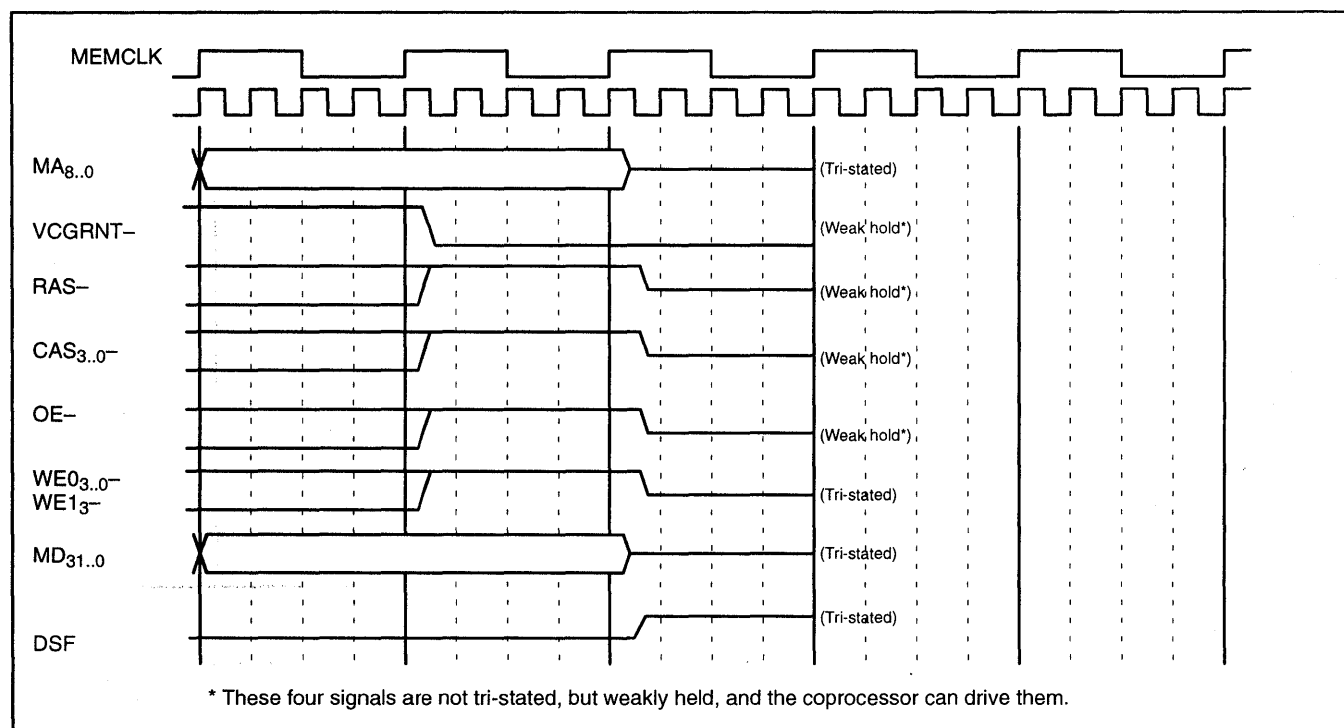 MEMCLK
MA8..0 (Tri-stated)
VCGRNT– (Weak hold*)
RAS– (Weak hold*)
CAS3..0– (Weak hold*)
OE– (Weak hold*)
WE03..0–
WE13– (Tri-stated)
MD31..0 (Tri-stated)
DSF (Tri-stated)
* These four signals are not tri-stated, but weakly held, and the coprocessor can drive them.